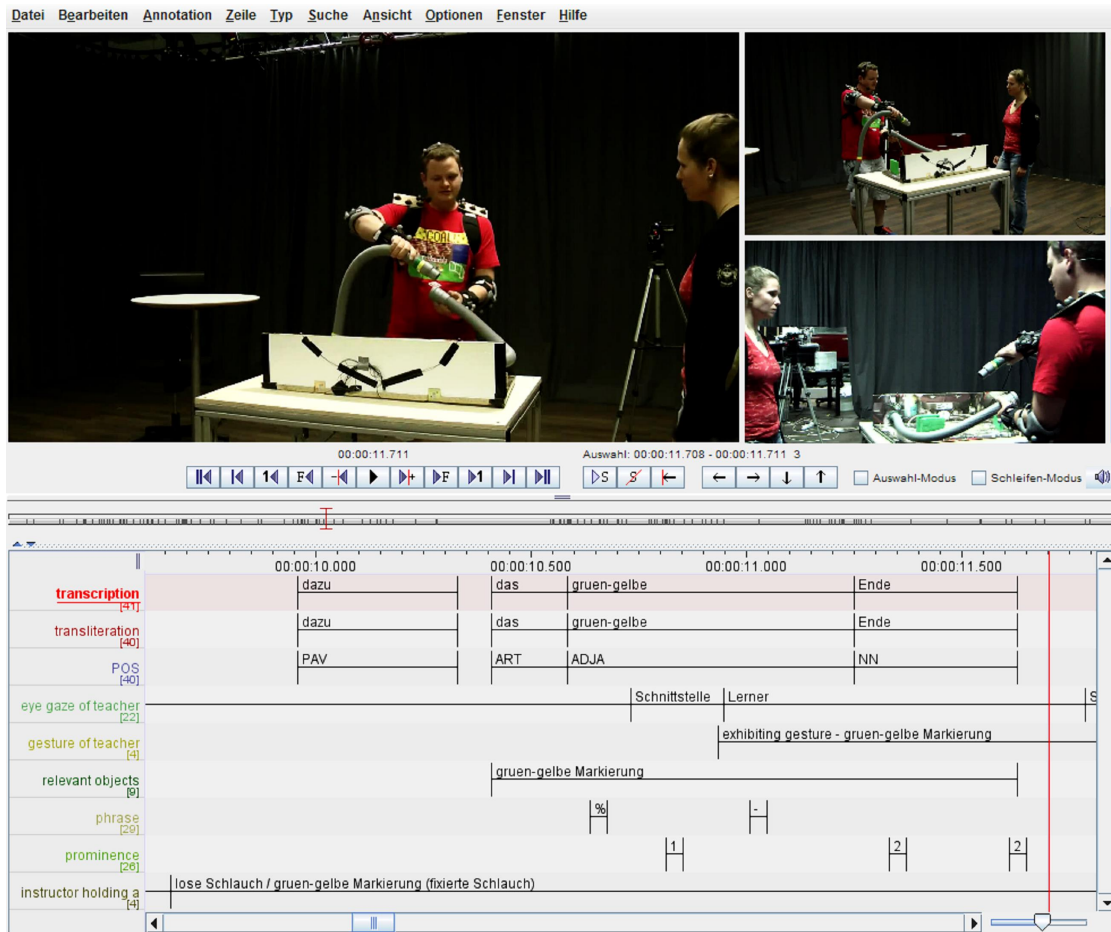 Datei Bearbeiten Annotation Zeile Typ Suche Ansicht Optionen Fenster Hilfe
GOAL
00:00:11.711 Auswahl: 00:00:11.708 - 00:00:11.711 3
1 F - + F 1 S S Auswahl-Modus Schleifen-Modus
00:00:10.000 00:00:10.500 00:00:11.000 00:00:11.500
transcription dazu das gruen-gelbe Ende
[41]
transliteration dazu das gruen-gelbe Ende
[40]
POS PAV ART ADJA NN
[40]
eye gaze of teacher Schnittstelle Lerner S
[22]
gesture of teacher exhibiting gesture - gruen-gelbe Markierung
[4]
relevant objects gruen-gelbe Markierung
[9]
phrase % -
[29]
prominence 1 2 2
[26]
instructor holding a lose Schlauch / gruen-gelbe Markierung (fixierte Schlauch)
[4]